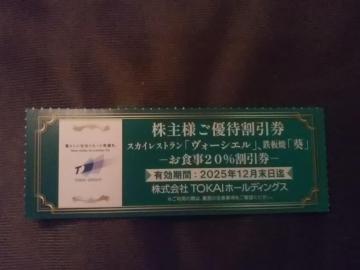 株主様ご優待割引券
スカイレストラン「ヴォーシエル」、鉄板焼「葵」
―お食事20%割引券―
有効期間：2025年12月末日迄
株式会社TOKAIホールディングス
TOKAI GROUP